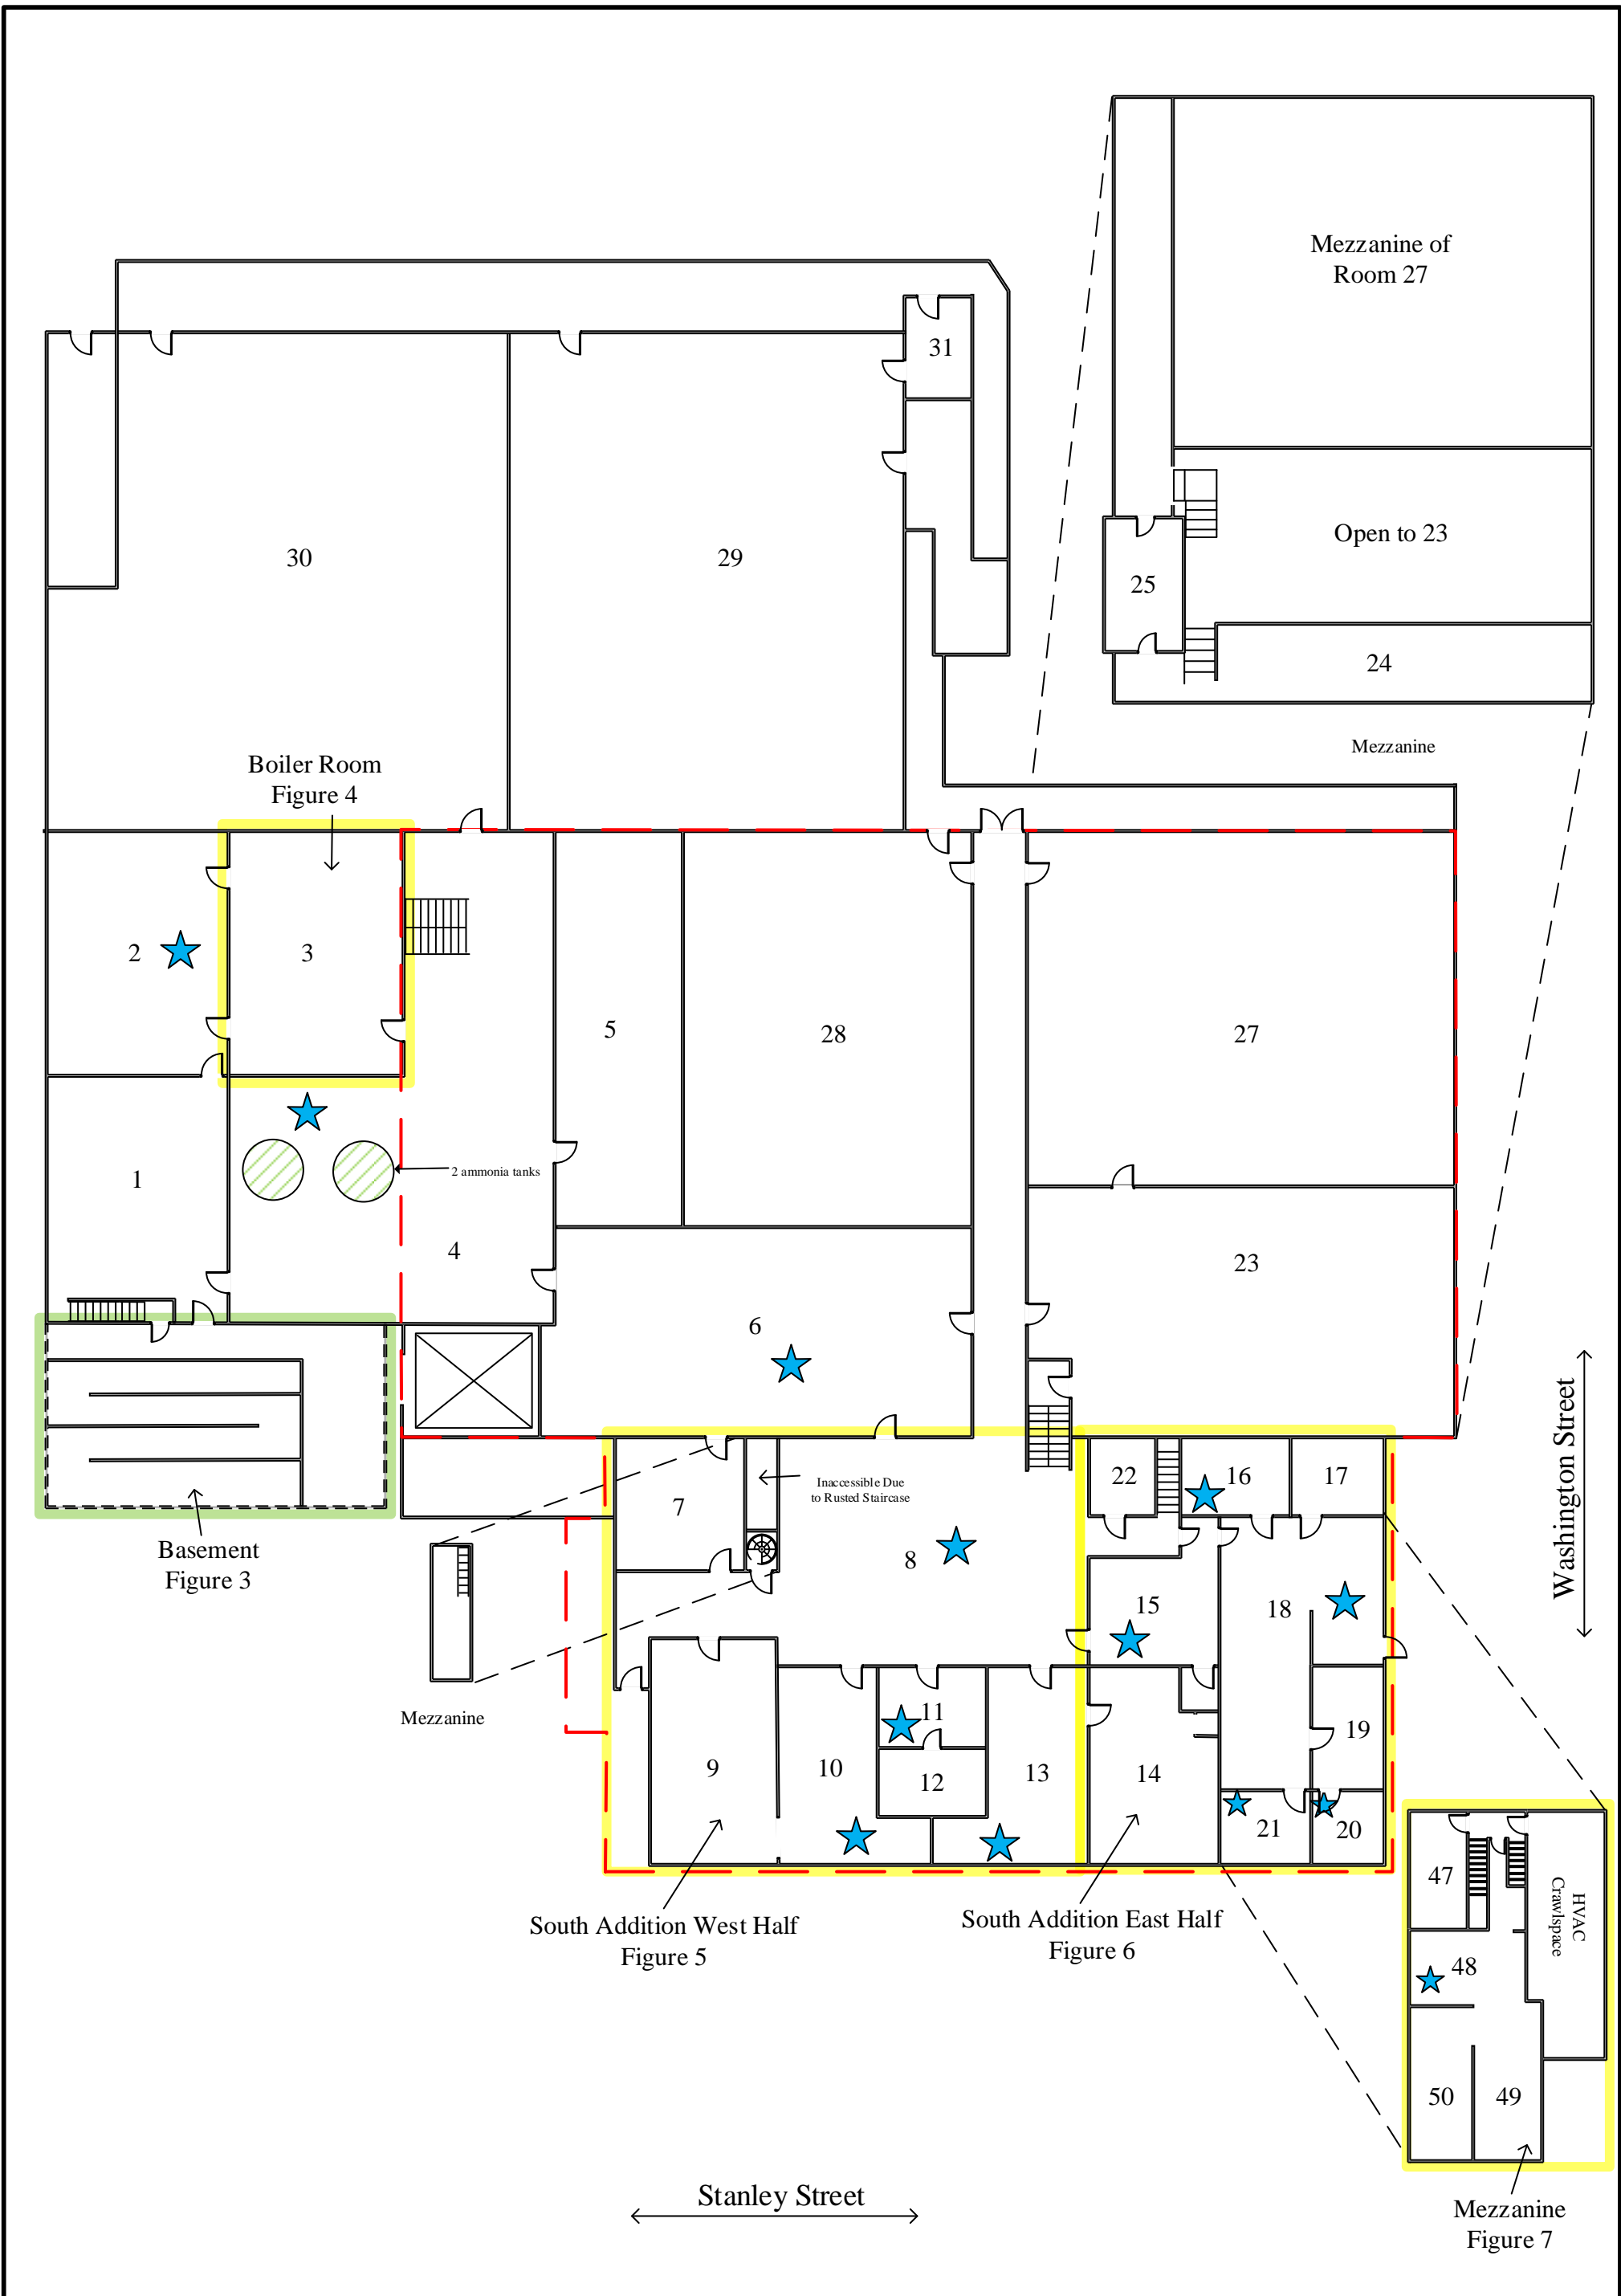 Mezzanine of
Room 27
31
Open to 23
30
29
25
24
Mezzanine
Boiler Room
Figure 4
2
3
5
28
27
1
2 ammonia tanks
4
23
6
Washington Street
22
16
17
Inaccessible Due
to Rusted Staircase
7
8
Basement
Figure 3
15
18
Mezzanine
11
19
9
10
12
13
14
21
20
47
HVAC
Crawlspace
South Addition West Half
Figure 5
South Addition East Half
Figure 6
48
50
49
Stanley Street
Mezzanine
Figure 7